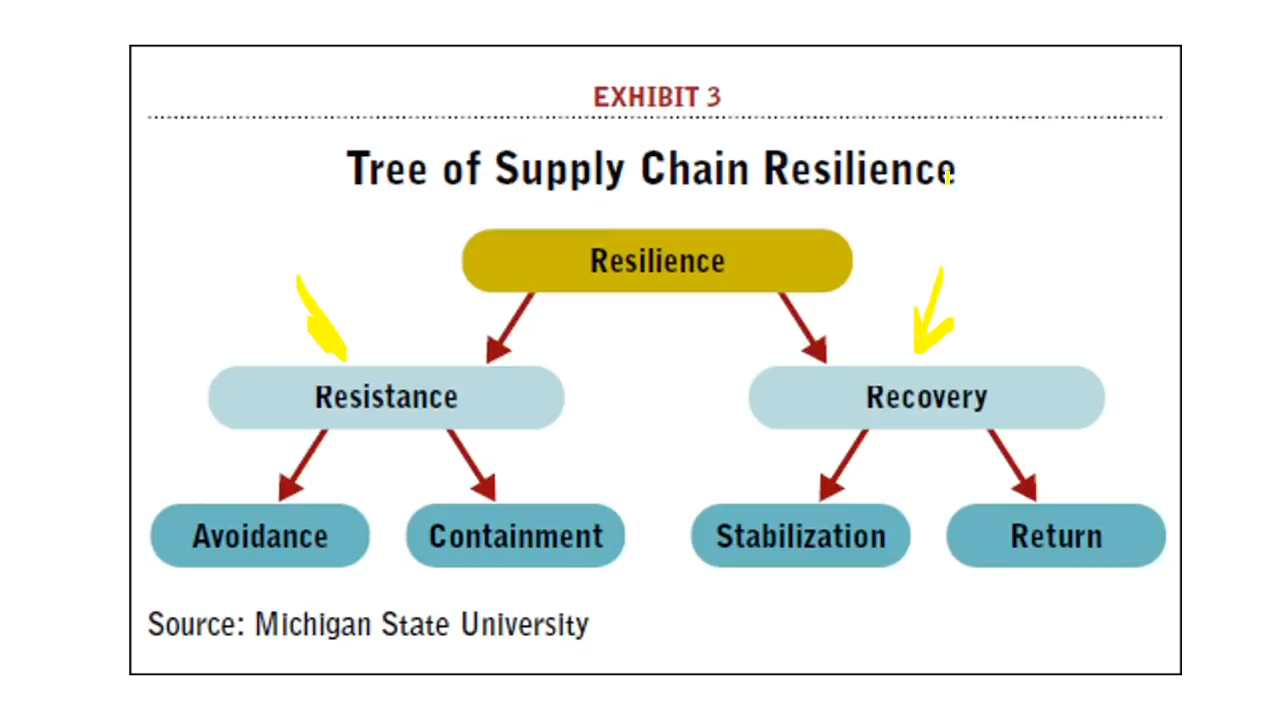 EXHIBIT 3
Tree of Supply Chain Resilience
Resilience
Resistance
Recovery
Avoidance
Containment
Stabilization
Return
Source: Michigan State University